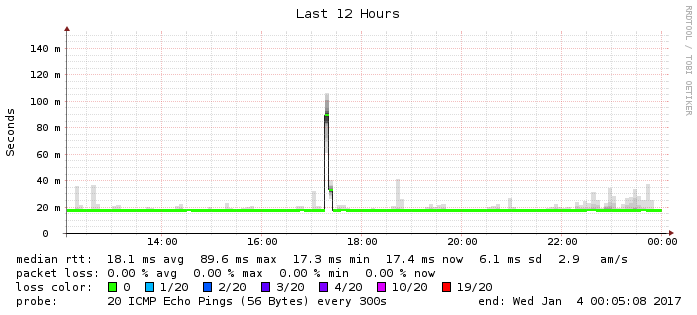 Last 12 Hours
RRDTOOL / TOBI OETIKER
Seconds
140 m
120 m
100 m
80 m
60 m
40 m
20 m
0
14:00 16:00 18:00 20:00 22:00 00:00
median rtt: 18.1 ms avg 89.6 ms max 17.3 ms min 17.4 ms now 6.1 ms sd 2.9 am/s
packet loss: 0.00 % avg 0.00 % max 0.00 % min 0.00 % now
loss color: 0 1/20 2/20 3/20 4/20 10/20 19/20
probe: 20 ICMP Echo Pings (56 Bytes) every 300s end: Wed Jan 4 00:05:08 2017